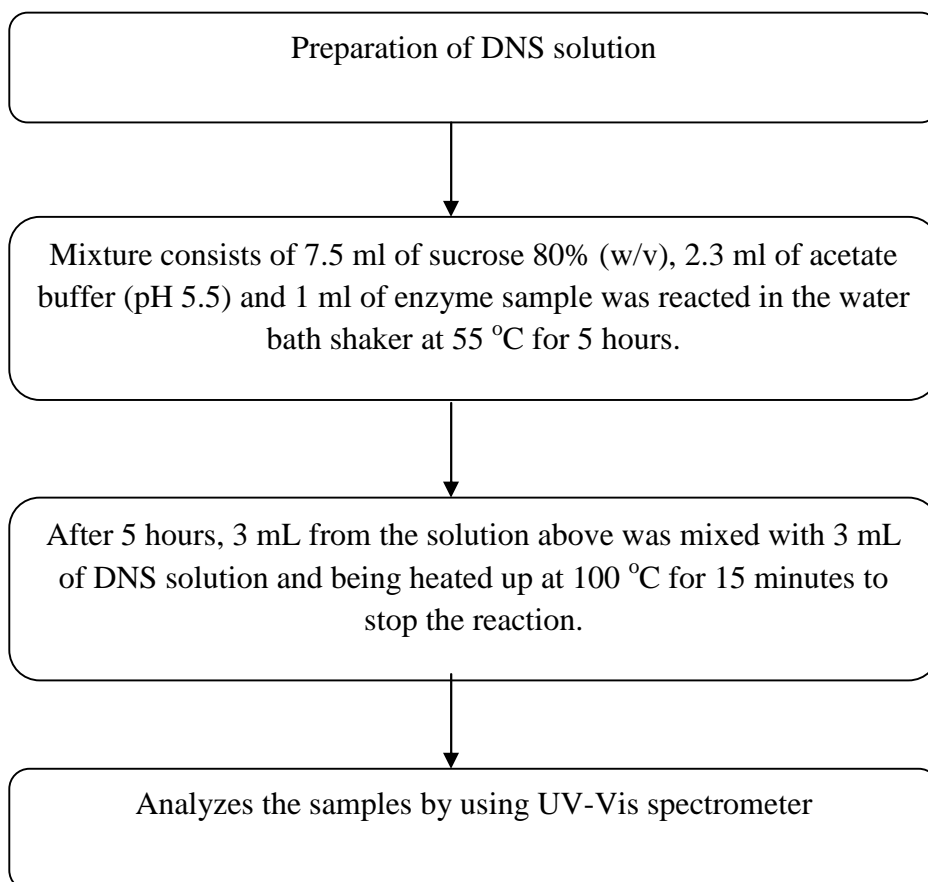 Preparation of DNS solution
Mixture consists of 7.5 ml of sucrose 80% (w/v), 2.3 ml of acetate
buffer (pH 5.5) and 1 ml of enzyme sample was reacted in the water
bath shaker at 55 °C for 5 hours.
After 5 hours, 3 mL from the solution above was mixed with 3 mL
of DNS solution and being heated up at 100 °C for 15 minutes to
stop the reaction.
Analyzes the samples by using UV-Vis spectrometer